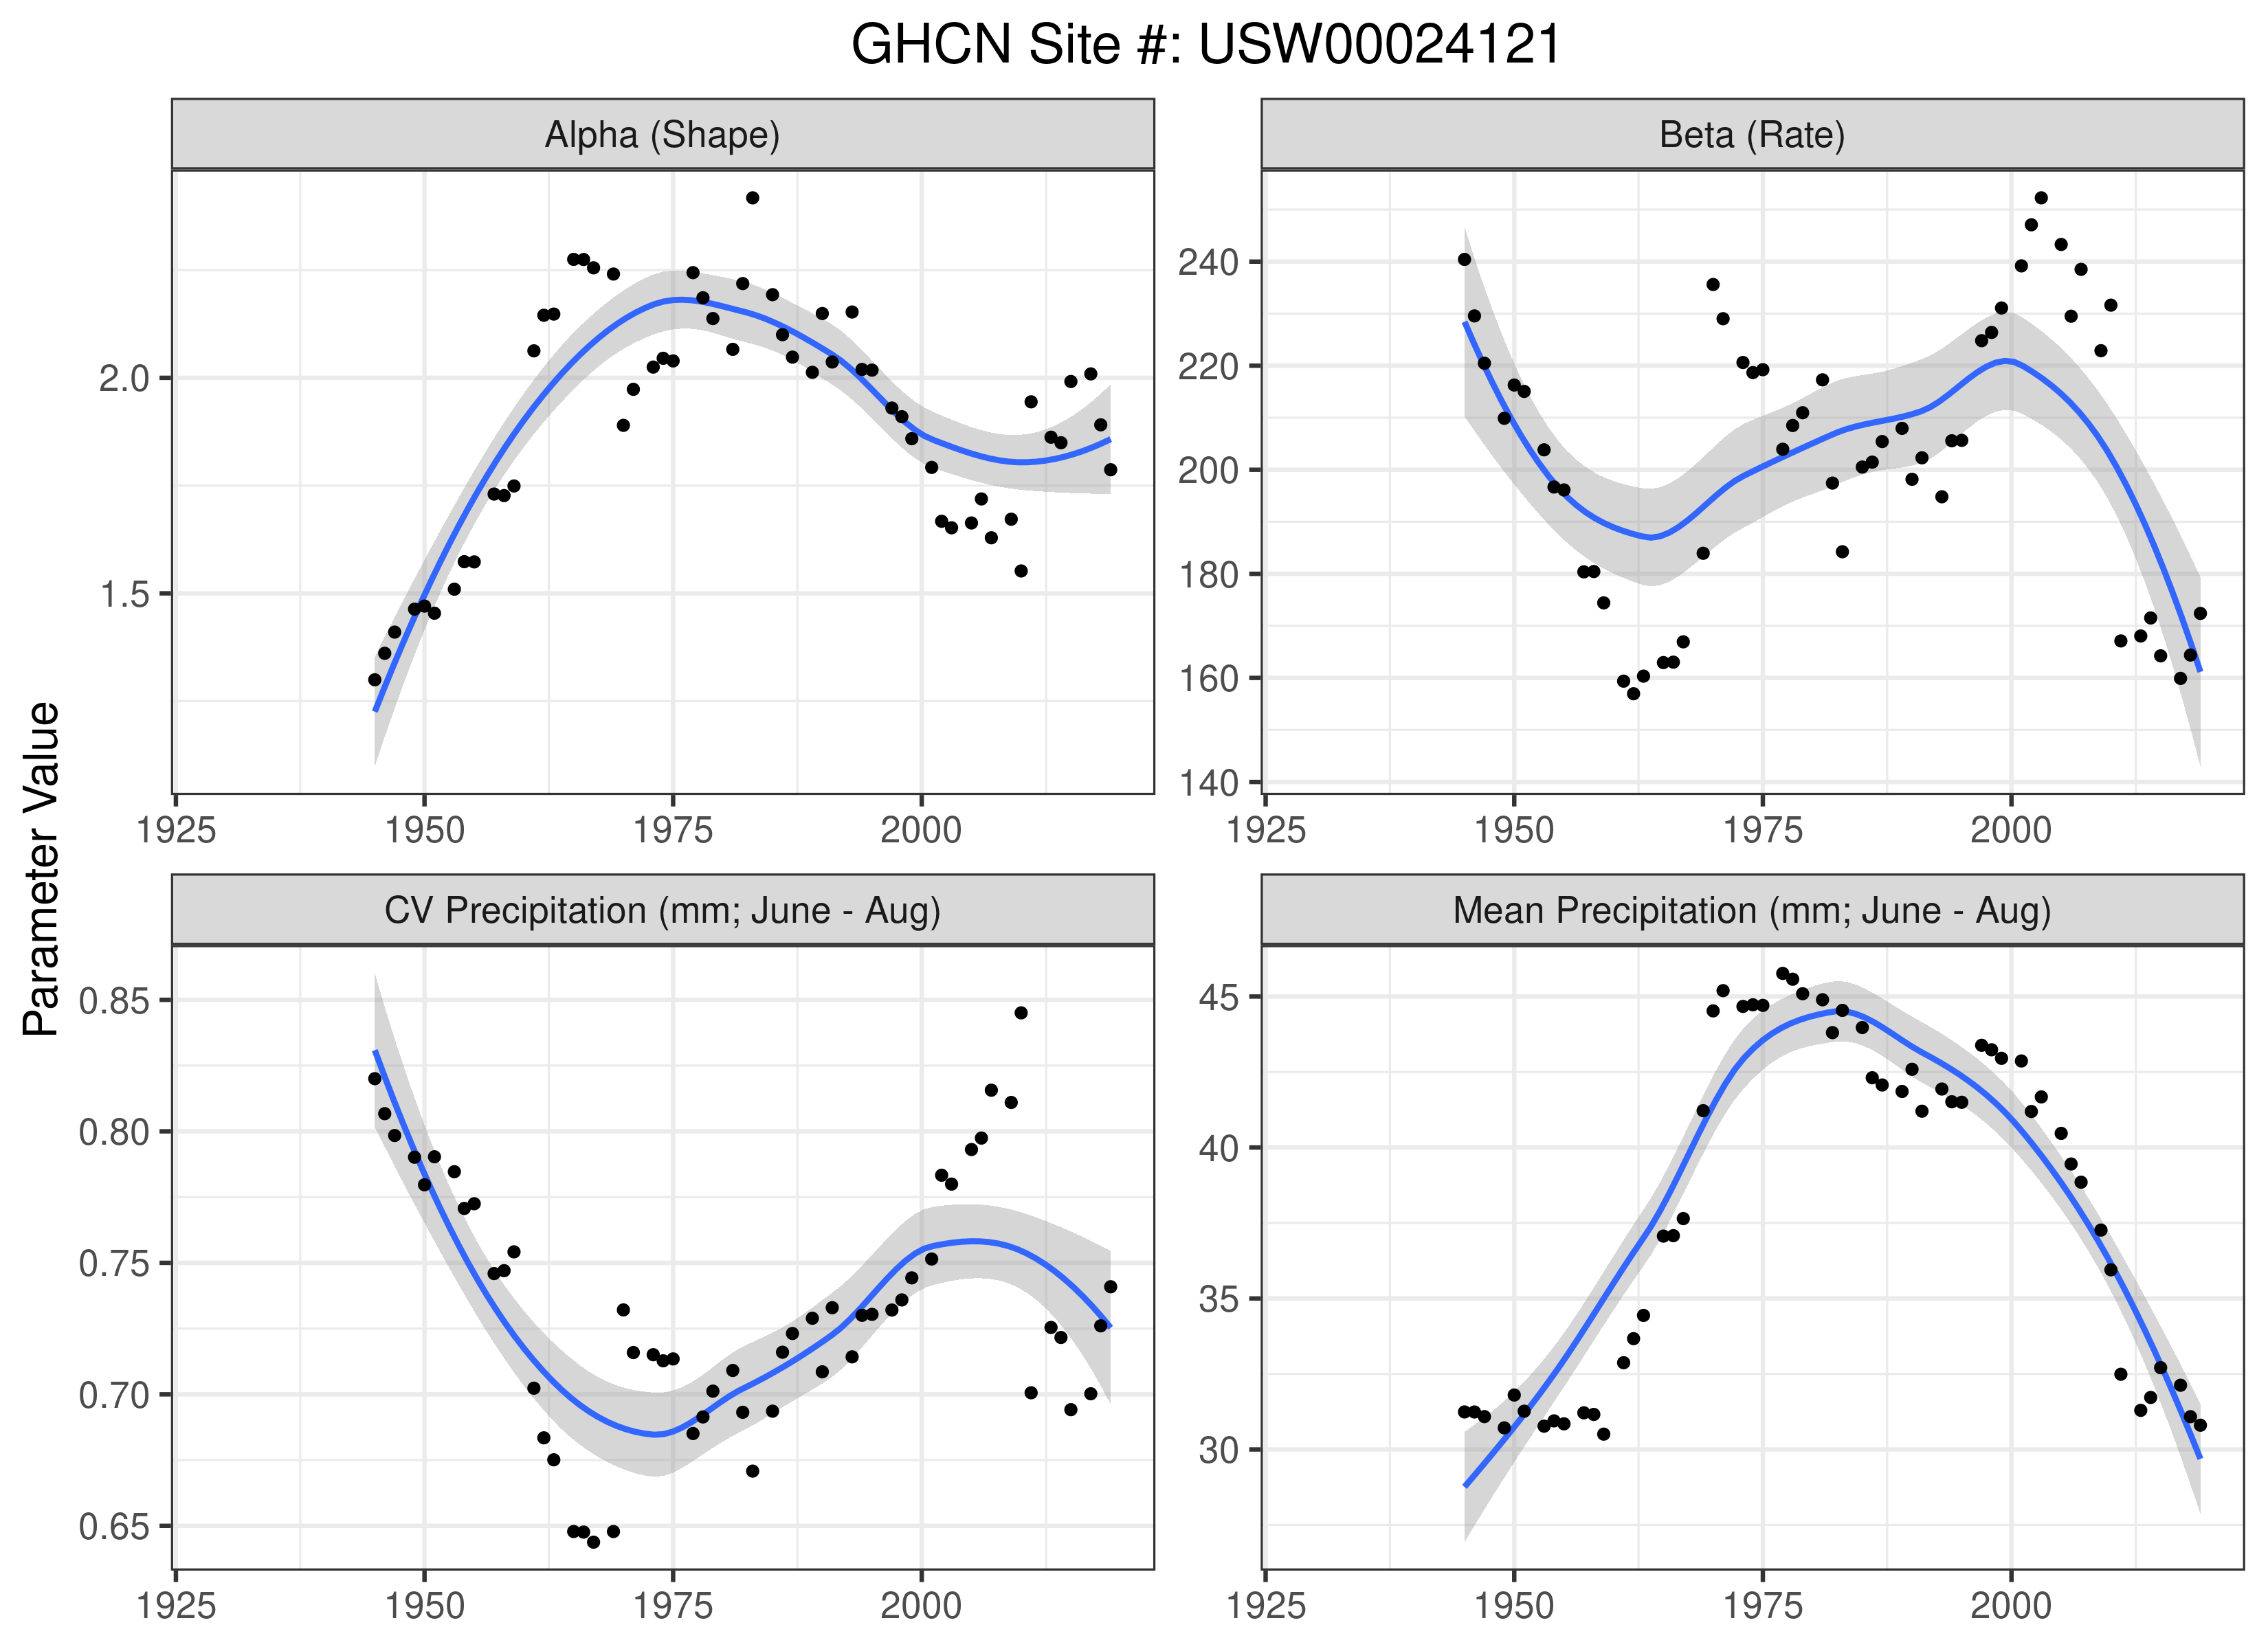 GHCN Site #: USW00024121
Alpha (Shape)
Beta (Rate)
2.0
1.5
240
220
200
180
160
140
1925 1950 1975 2000
1925 1950 1975 2000
Parameter Value
CV Precipitation (mm; June - Aug)
Mean Precipitation (mm; June - Aug)
0.85
0.80
0.75
0.70
0.65
45
40
35
30
1925 1950 1975 2000
1925 1950 1975 2000